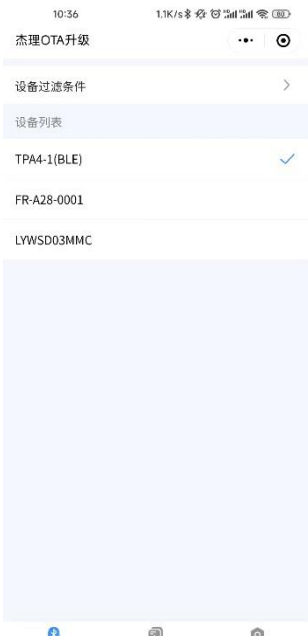 10:36 1.1K/s 80
杰理OTA升级
设备过滤条件
设备列表
TPA4-1(BLE)
FR-A28-0001
LYWSD03MMC